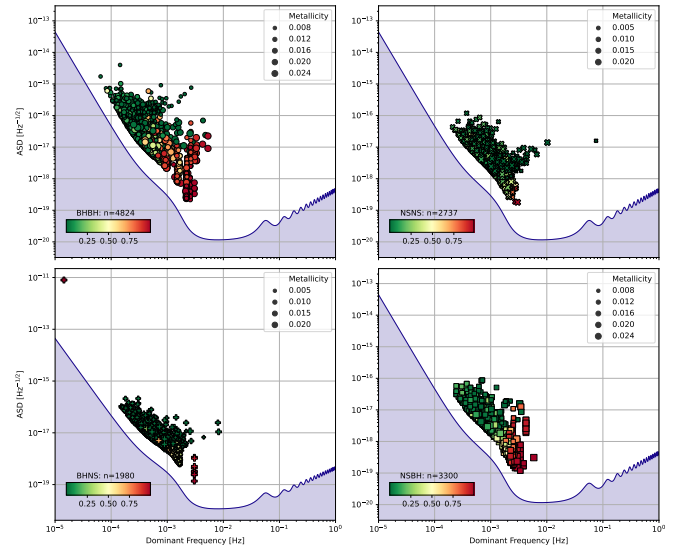 10⁻¹³
10⁻¹⁴
10⁻¹⁵
10⁻¹⁶
10⁻¹⁷
10⁻¹⁸
10⁻¹⁹
10⁻²⁰
ASD [Hz⁻¹/²]
Metallicity
0.008
0.012
0.016
0.020
0.024
BHBH: n=4824
0.25 0.50 0.75
10⁻¹³
10⁻¹⁴
10⁻¹⁵
10⁻¹⁶
10⁻¹⁷
10⁻¹⁸
10⁻¹⁹
10⁻²⁰
Metallicity
0.005
0.010
0.015
0.020
NSNS: n=2737
0.25 0.50 0.75
10⁻¹¹
10⁻¹³
10⁻¹⁵
10⁻¹⁷
10⁻¹⁹
ASD [Hz⁻¹/²]
Metallicity
0.005
0.010
0.015
0.020
BHNS: n=1980
0.25 0.50 0.75
10⁻⁵ 10⁻⁴ 10⁻³ 10⁻² 10⁻¹ 10⁰
Dominant Frequency [Hz]
10⁻¹³
10⁻¹⁴
10⁻¹⁵
10⁻¹⁶
10⁻¹⁷
10⁻¹⁸
10⁻¹⁹
10⁻²⁰
Metallicity
0.008
0.012
0.016
0.020
0.024
NSBH: n=3300
0.25 0.50 0.75
10⁻⁵ 10⁻⁴ 10⁻³ 10⁻² 10⁻¹ 10⁰
Dominant Frequency [Hz]